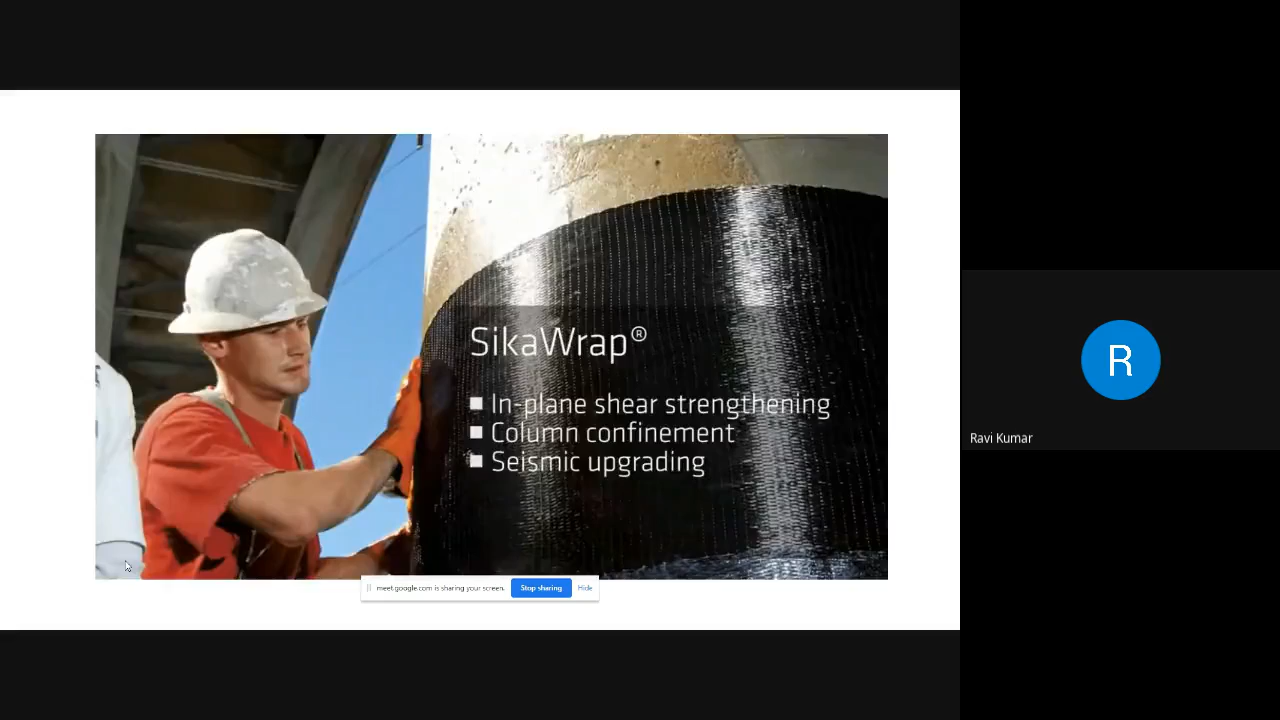 SikaWrap®
■ In-plane shear strengthening
■ Column confinement
■ Seismic upgrading
meet.google.com is sharing your screen.
Stop sharing
Hide
R
Ravi Kumar